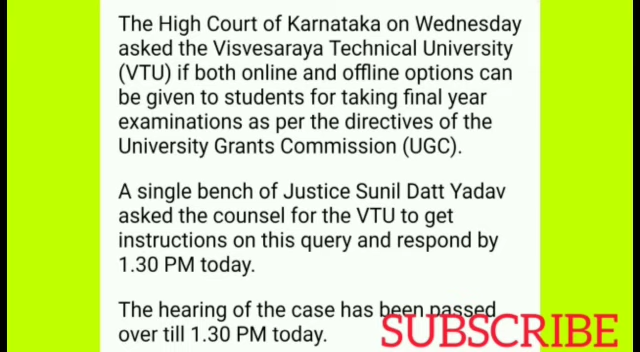 The High Court of Karnataka on Wednesday
asked the Visvesaraya Technical University
(VTU) if both online and offline options can
be given to students for taking final year
examinations as per the directives of the
University Grants Commission (UGC).
A single bench of Justice Sunil Datt Yadav
asked the counsel for the VTU to get
instructions on this query and respond by
1.30 PM today.
The hearing of the case has been passed
over till 1.30 PM today.
SUBSCRIBE